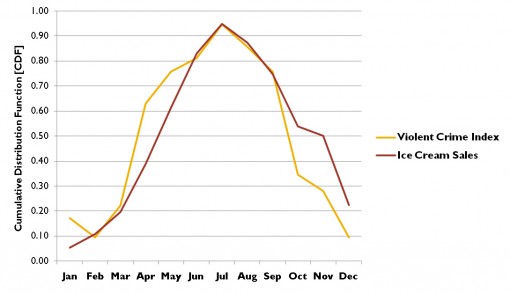 Cumulative Distribution Function [CDF]
1.00
0.90
0.80
0.70
0.60
0.50
0.40
0.30
0.20
0.10
0.00
Jan Feb Mar Apr May Jun Jul Aug Sep Oct Nov Dec
Violent Crime Index
Ice Cream Sales